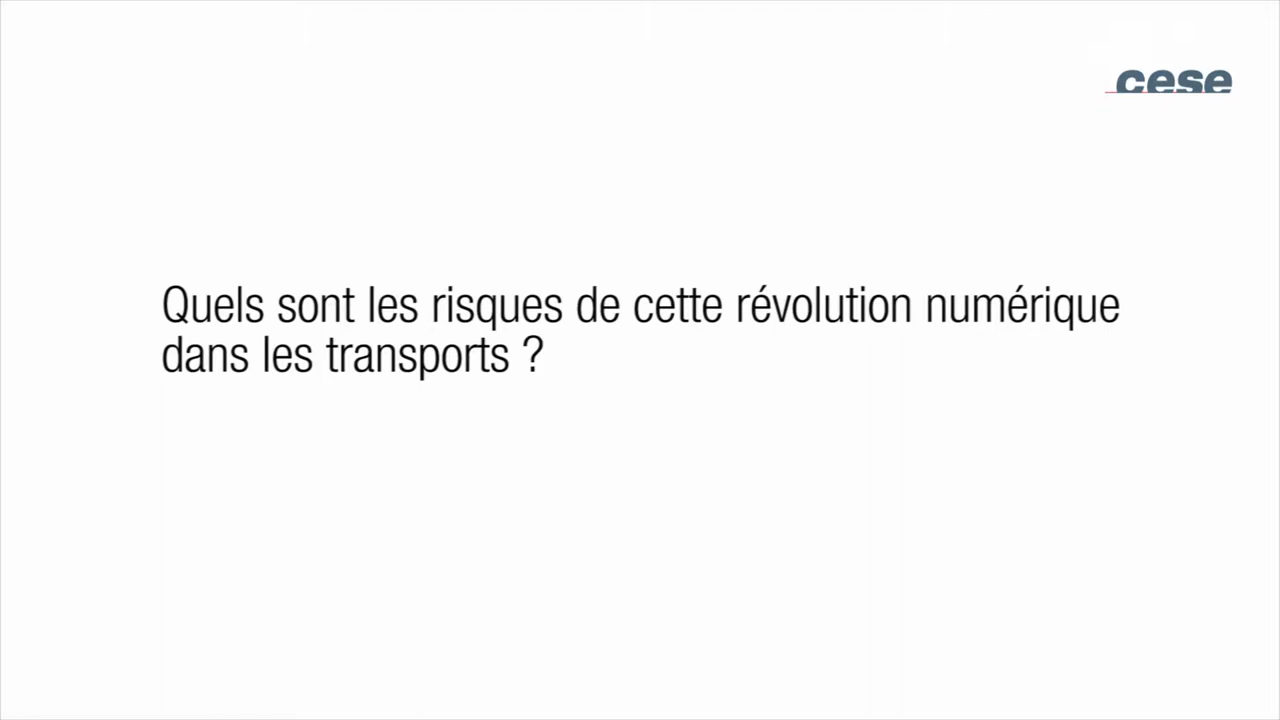 cese
Quels sont les risques de cette révolution numérique
dans les transports ?